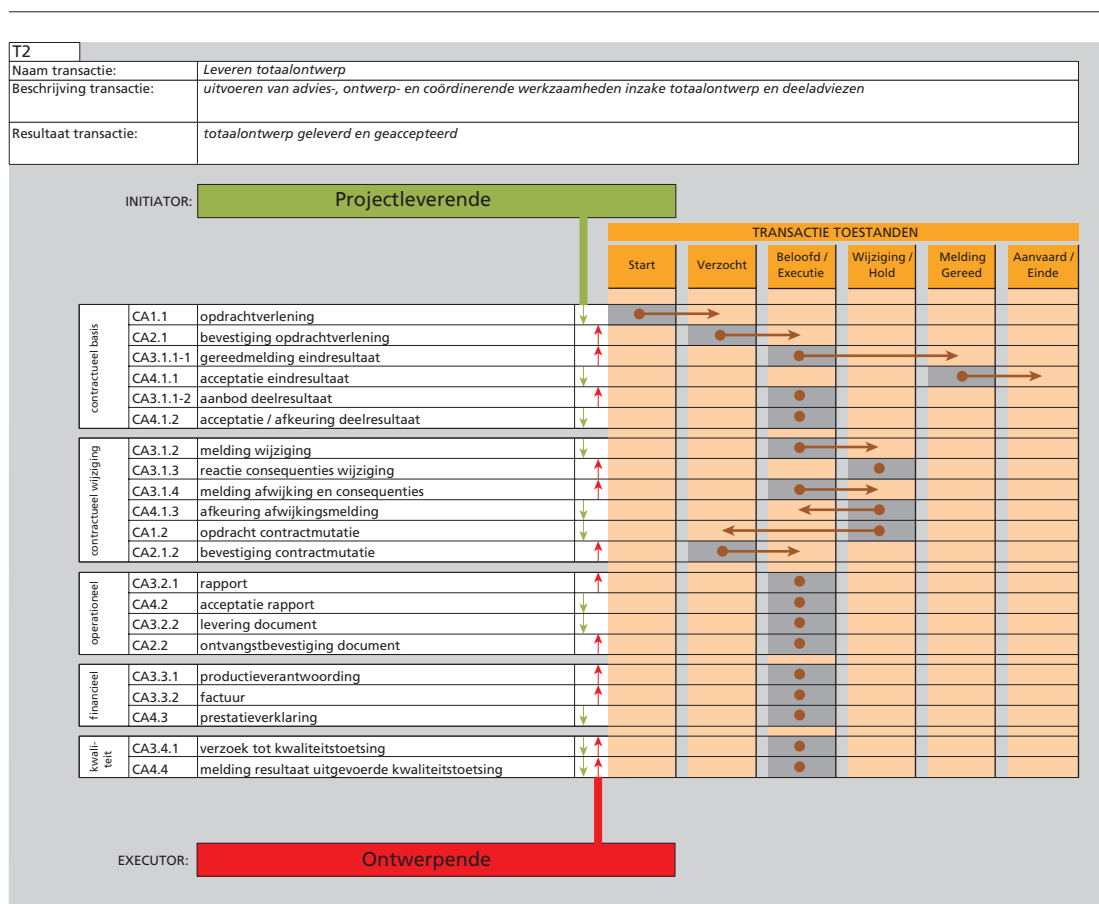 T2
Naam transactie: Leveren totaalontwerp
Beschrijving transactie: uitvoeren van advies-, ontwerp- en coördinerende werkzaamheden inzake totaalontwerp en deeladviezen
Resultaat transactie: totaalontwerp geleverd en geaccepteerd
INITIATOR: Projectleverende
TRANSACTIE TOESTANDEN
Start Verzocht Beloofd / Executie Wijziging / Hold Melding Gereed Aanvaard / Einde
contractueel basis
CA1.1 opdrachtverlening
CA2.1 bevestiging opdrachtverlening
CA3.1.1-1 gereedmelding eindresultaat
CA4.1.1 acceptatie eindresultaat
CA3.1.1-2 aanbod deelresultaat
CA4.1.2 acceptatie / afkeuring deelresultaat
contractueel wijziging
CA3.1.2 melding wijziging
CA3.1.3 reactie consequenties wijziging
CA3.1.4 melding afwijking en consequenties
CA4.1.3 afkeuring afwijkingsmelding
CA1.2 opdracht contractmutatie
CA2.1.2 bevestiging contractmutatie
operationeel
CA3.2.1 rapport
CA4.2 acceptatie rapport
CA3.2.2 levering document
CA2.2 ontvangstbevestiging document
financieel
CA3.3.1 productieverantwoording
CA3.3.2 factuur
CA4.3 prestatieverklaring
kwali-
teit
CA3.4.1 verzoek tot kwaliteitstoetsing
CA4.4 melding resultaat uitgevoerde kwaliteitstoetsing
EXECUTOR: Ontwerpende